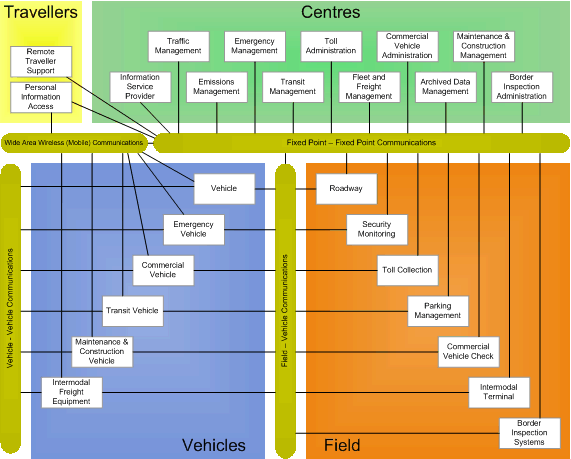 Travellers
Centres
Remote
Traveller
Support
Personal
Information
Access
Traffic
Management
Emergency
Management
Toll
Administration
Commercial
Vehicle
Administration
Maintenance &
Construction
Management
Information
Service
Provider
Emissions
Management
Transit
Management
Fleet and
Freight
Management
Archived Data
Management
Border
Inspection
Administration
Wide Area Wireless (Mobile) Communications
Fixed Point – Fixed Point Communications
Vehicle - Vehicle Communications
Field – Vehicle Communications
Vehicle
Emergency
Vehicle
Commercial
Vehicle
Transit Vehicle
Maintenance &
Construction
Vehicle
Intermodal
Freight
Equipment
Vehicles
Roadway
Security
Monitoring
Toll Collection
Parking
Management
Commercial
Vehicle Check
Intermodal
Terminal
Border
Inspection
Systems
Field